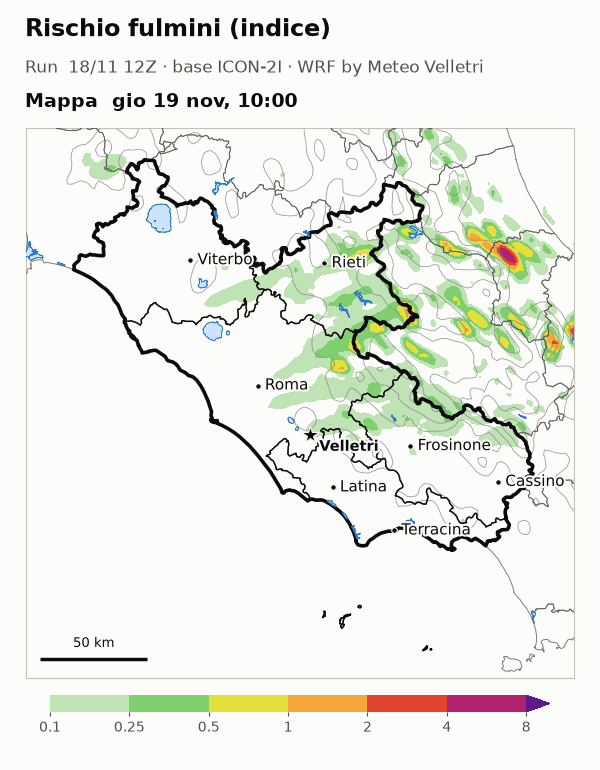 Rischio fulmini (indice)
Run  18/11 12Z · base ICON-2I · WRF by Meteo Velletri
Mappa  gio 19 nov, 10:00
Viterbo
Rieti
Roma
Velletri
Frosinone
Latina
Cassino
Terracina
50 km
0.1 0.25 0.5 1 2 4 8